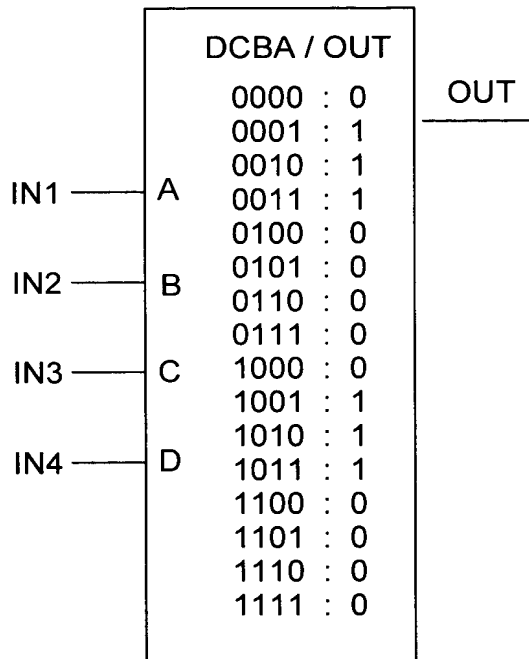 DCBA / OUT
0000 : 0
OUT
0001 : 1
0010 : 1
IN1 A 0011 : 1
0100 : 0
0101 : 0
IN2 B 0110 : 0
0111 : 0
IN3 C 1000 : 0
1001 : 1
1010 : 1
IN4 D 1011 : 1
1100 : 0
1101 : 0
1110 : 0
1111 : 0